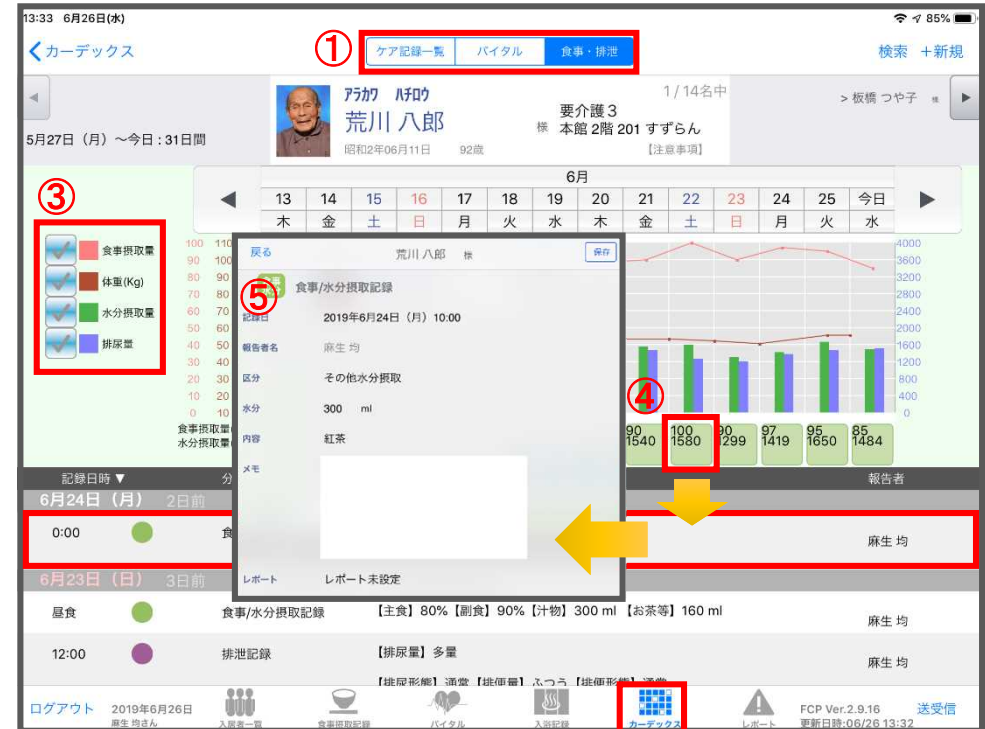 13:33 6月26日(水)
85%
カーデックス
①
ケア記録一覧 バイタル 食事・排泄
検索 +新規
アラカワ ハチロウ
荒川 八郎 様
昭和2年06月11日 92歳
要介護3
本館2階 201 すずらん
【注意事項】
1 / 14名中
> 板橋 つや子 様
5月27日(月)~今日:31日間
6月
13 14 15 16 17 18 19 20 21 22 23 24 25 今日
木 金 土 日 月 火 水 木 金 土 日 月 火 水
③
食事摂取量
体重(Kg)
水分摂取量
排尿量
100 110
90 100
80 90
70 80
60 70
50 60
40 50
30 40
20 30
10 20
0 10
食事摂取量
水分摂取量
4000
3600
3200
2800
2400
2000
1600
1200
800
400
0
④
90 100 90 97 95 85
1540 1580 1299 1419 1650 1484
⑤
戻る 荒川 八郎 様 保存
食事/水分摂取記録
記録日 2019年6月24日(月)10:00
報告者名 麻生 均
区分 その他水分摂取
水分 300 ml
内容 紅茶
メモ
レポート レポート未設定
記録日時 ▼ 分 報告者
6月24日(月) 2日前
0:00 食 麻生 均
6月23日(日) 3日前
昼食 食事/水分摂取記録 【主食】80%【副食】90%【汁物】300 ml【お茶等】160 ml 麻生 均
12:00 排泄記録 【排尿量】多量 麻生 均
【排尿形態】通常【排便量】ふつう【排便形態】通常
ログアウト 2019年6月26日
麻生 均さん
入居者一覧 食事摂取記録 バイタル 入浴記録 カーデックス レポート
FCP Ver.2.9.16
更新日時:06/26 13:32
送受信